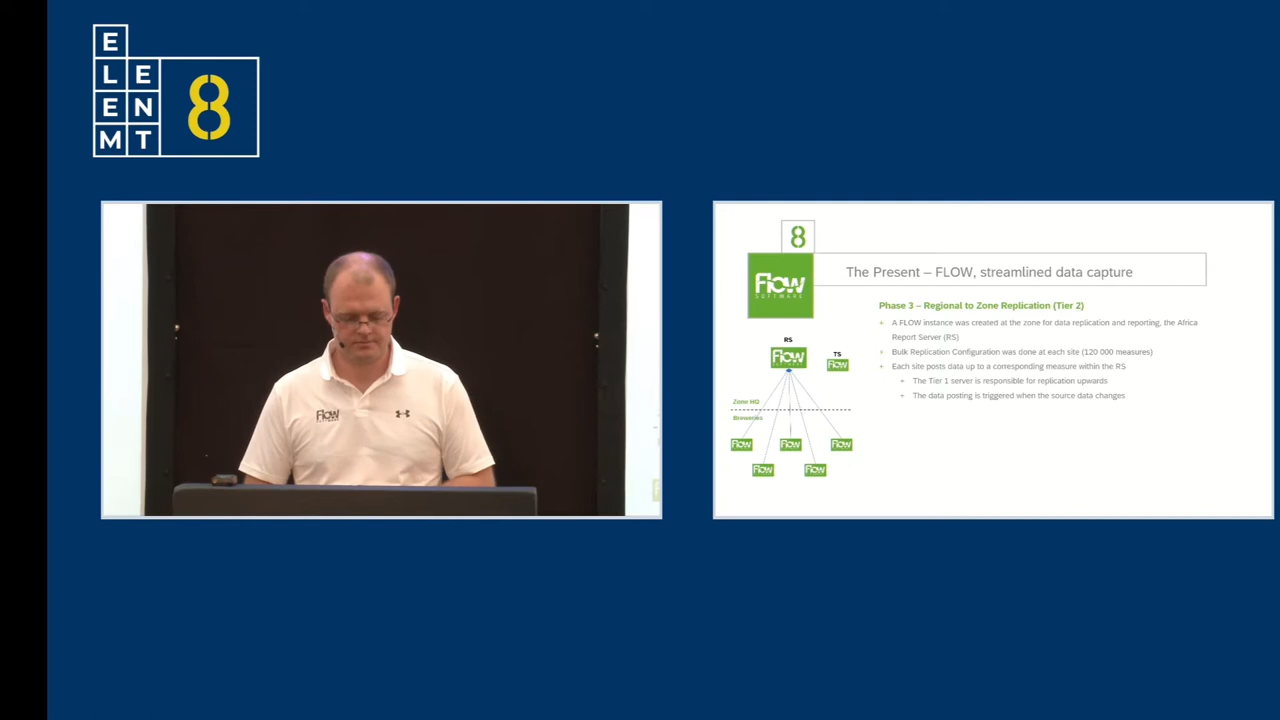 E
L E
E N
M T
8
Flow
8
Flow
SOFTWARE
The Present – FLOW, streamlined data capture
Phase 3 – Regional to Zone Replication (Tier 2)
A FLOW instance was created at the zone for data replication and reporting, the Africa
Report Server (RS)
Bulk Replication Configuration was done at each site (120 000 measures)
Each site posts data up to a corresponding measure within the RS
The Tier 1 server is responsible for replication upwards
The data posting is triggered when the source data changes
RS
Flow
TS
Flow
Zone HQ
Breweries
Flow
Flow
Flow
Flow
Flow